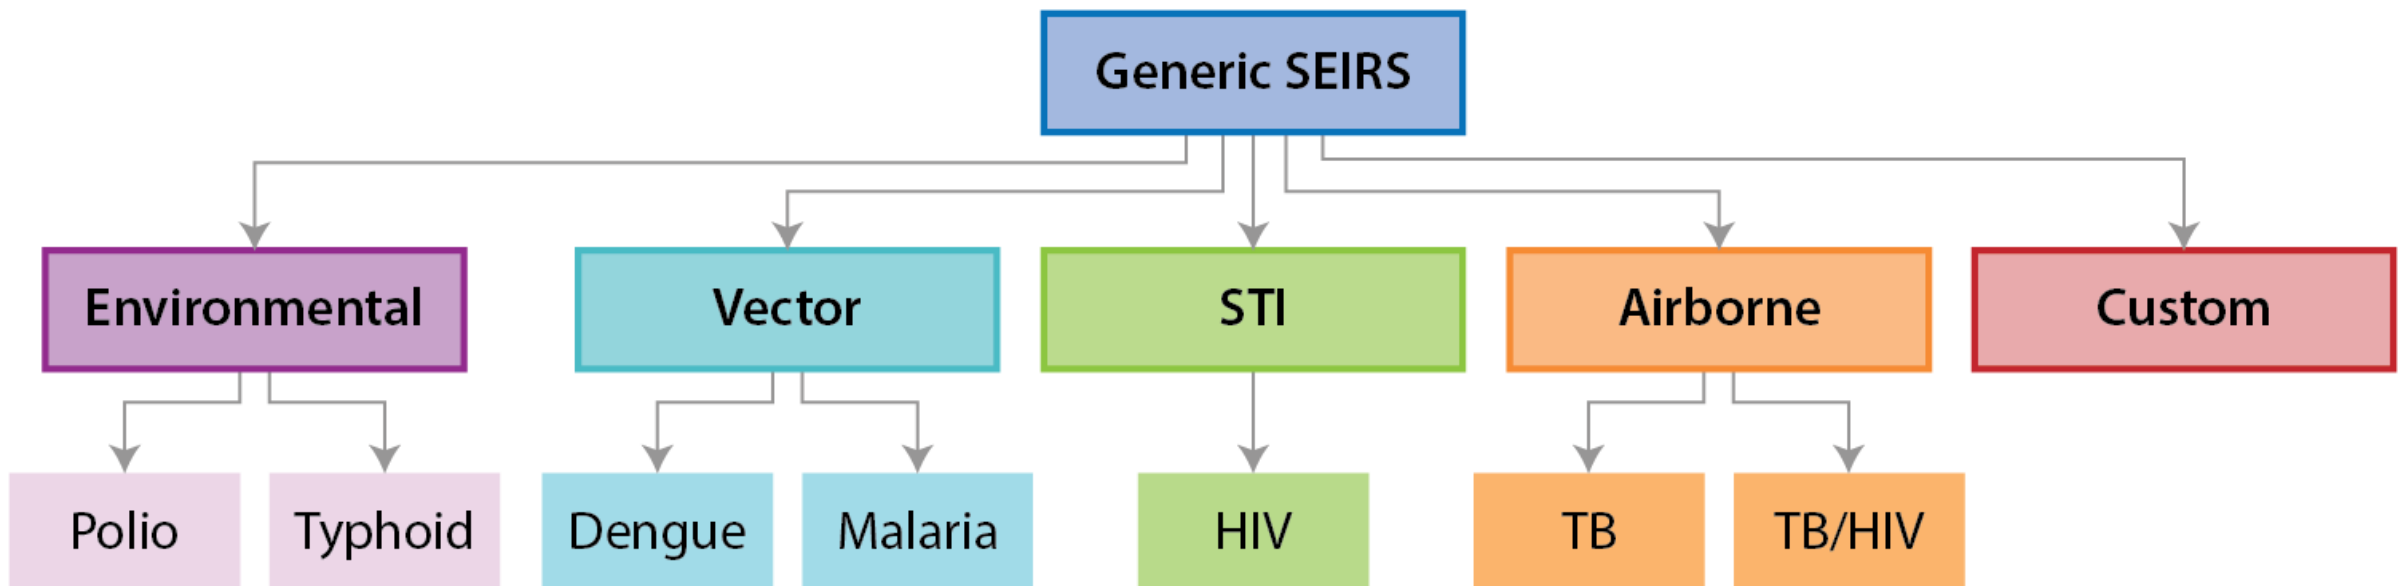 Generic SEIRS
Environmental
Vector
STI
Airborne
Custom
Polio
Typhoid
Dengue
Malaria
HIV
TB
TB/HIV